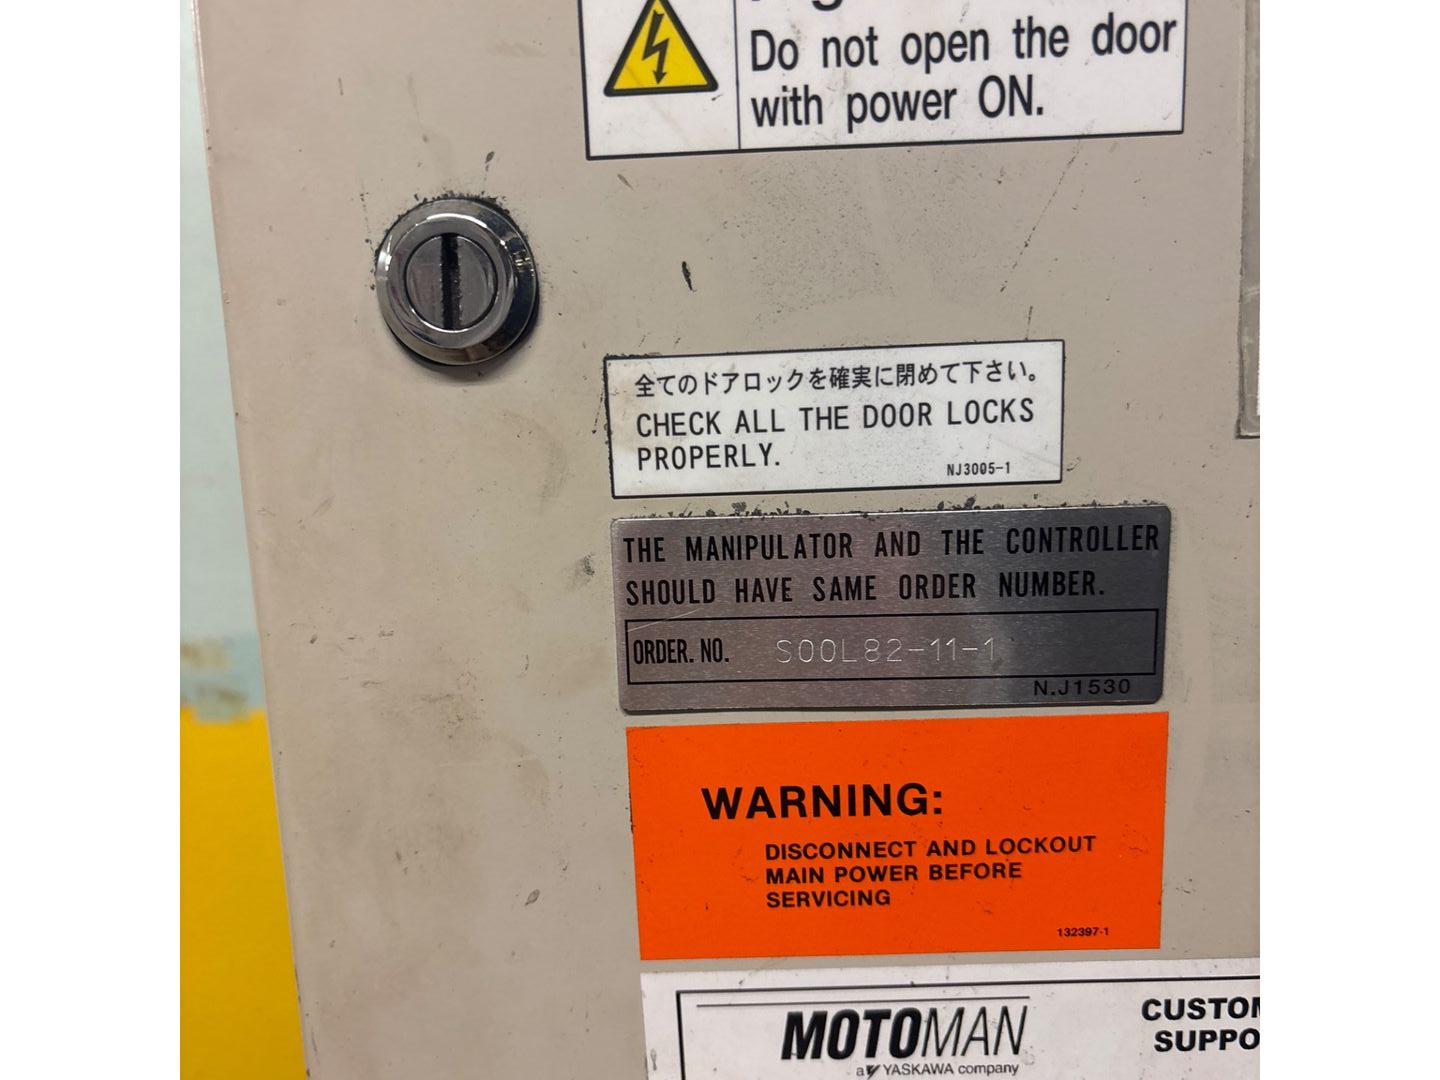 Do not open the door
with power ON.
全てのドアロックを確実に閉めて下さい。
CHECK ALL THE DOOR LOCKS
PROPERLY.
NJ3005-1
THE MANIPULATOR AND THE CONTROLLER
SHOULD HAVE SAME ORDER NUMBER.
ORDER. NO. S00L82-11-1
N.J1530
WARNING:
DISCONNECT AND LOCKOUT
MAIN POWER BEFORE
SERVICING
132397-1
MOTOMAN
a YASKAWA company
SUPPO